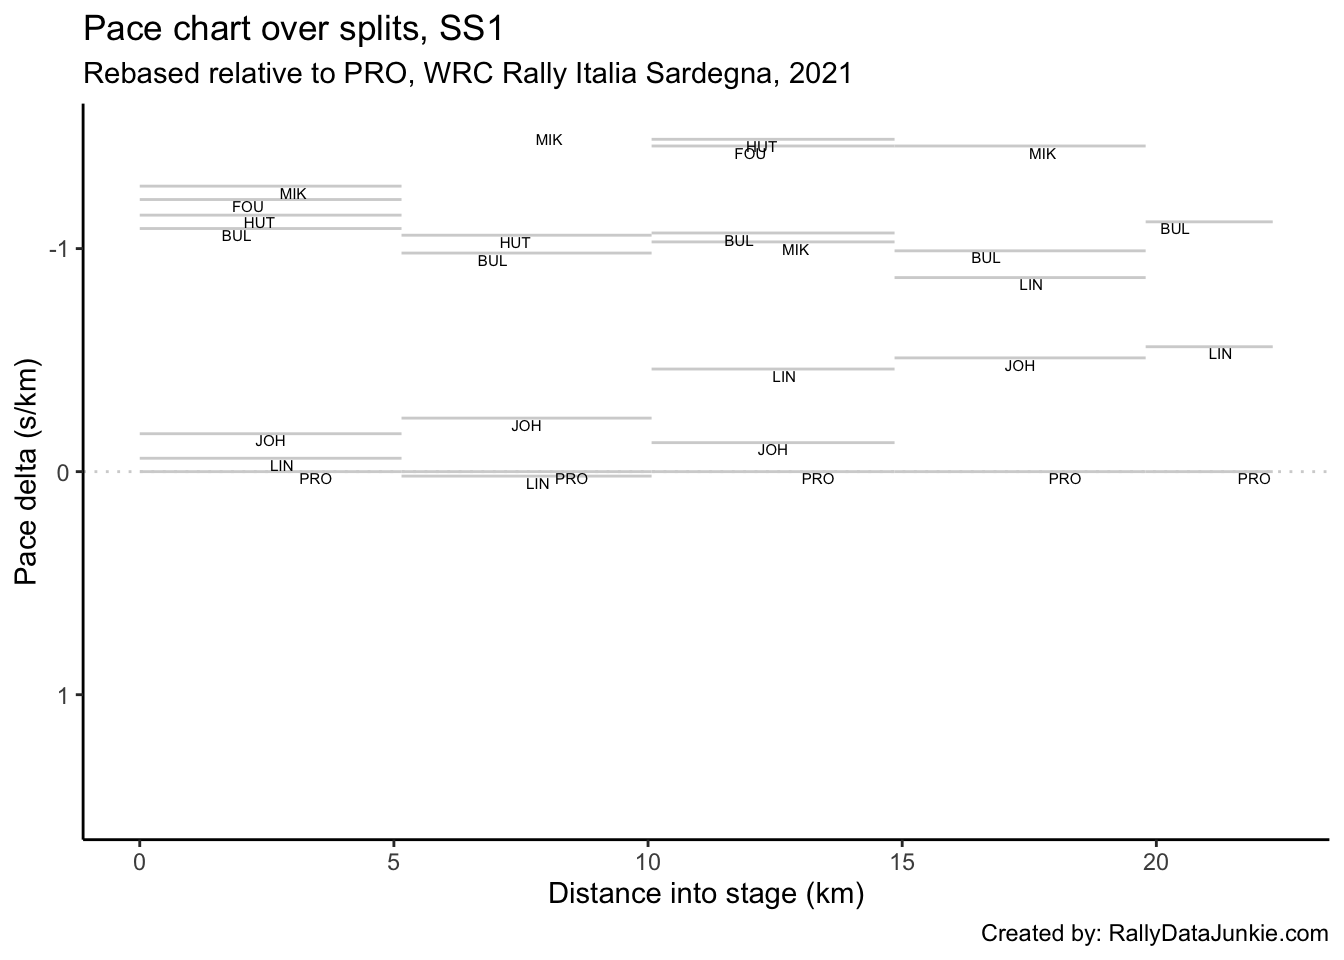 Pace chart over splits, SS1
Rebased relative to PRO, WRC Rally Italia Sardegna, 2021
MIK
HUT
FOU
MIK
MIK
FOU
HUT
BUL
BUL
-1
HUT
BUL
MIK
BUL
BUL
LIN
LIN
JOH
LIN
JOH
JOH
JOH
LIN
0
PRO
LIN
PRO
PRO
PRO
PRO
Pace delta (s/km)
1
0
5
10
15
20
Distance into stage (km)
Created by: RallyDataJunkie.com